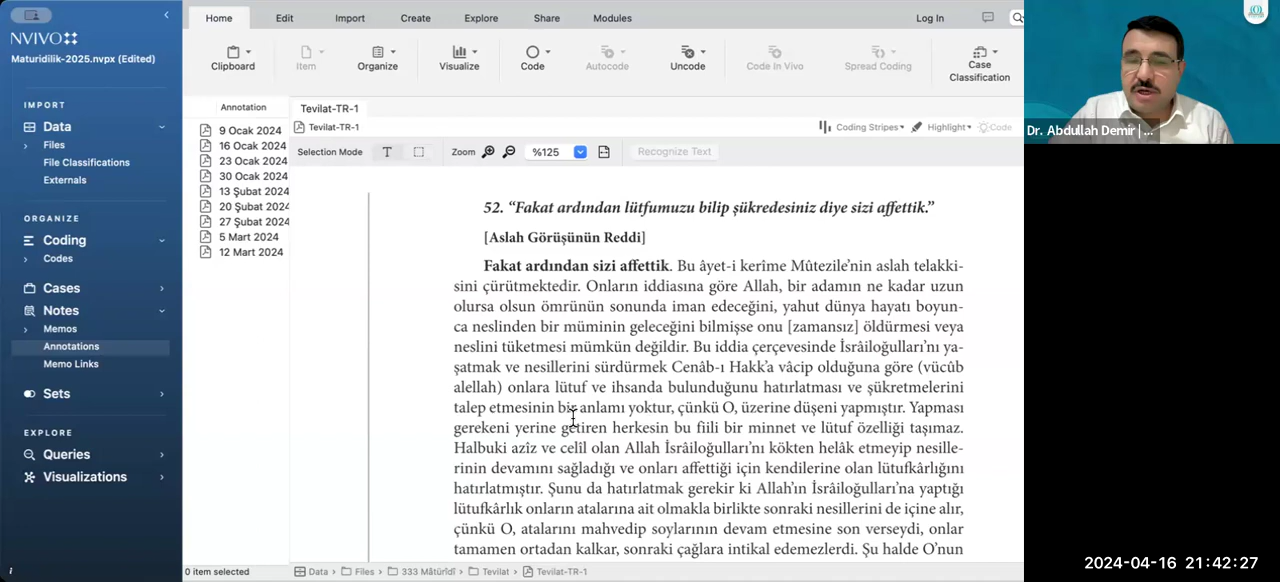 NVIVO
Maturidilik-2025.nvpx (Edited)
IMPORT
Data
Files
File Classifications
Externals
ORGANIZE
Coding
Codes
Cases
Notes
Memos
Annotations
Memo Links
Sets
EXPLORE
Queries
Visualizations
Home Edit Import Create Explore Share Modules Log In
Clipboard Item Organize Visualize Code Autocode Uncode Code In Vivo Spread Coding Case Classification
Annotation
9 Ocak 2024
16 Ocak 2024
23 Ocak 2024
30 Ocak 2024
13 Şubat 2024
20 Şubat 2024
27 Şubat 2024
5 Mart 2024
12 Mart 2024
Tevilat-TR-1
Tevilat-TR-1 Coding Stripes Highlight Code
Selection Mode T Zoom %125 Recognize Text
52. “Fakat ardından lütfumuzu bilip şükredesiniz diye sizi affettik.”
[Aslah Görüşünün Reddi]
Fakat ardından sizi affettik. Bu âyet-i kerîme Mûtezile’nin aslah telakki-
sini çürütmektedir. Onların iddiasına göre Allah, bir adamın ne kadar uzun
olursa olsun ömrünün sonunda iman edeceğini, yahut dünya hayatı boyun-
ca neslinden bir müminin geleceğini bilmişse onu [zamansız] öldürmesi veya
neslini tüketmesi mümkün değildir. Bu iddia çerçevesinde İsrâiloğulları’nı ya-
şatmak ve nesillerini sürdürmek Cenâb-ı Hakk’a vâcip olduğuna göre (vücûb
alellah) onlara lütuf ve ihsanda bulunduğunu hatırlatması ve şükretmelerini
talep etmesinin bir anlamı yoktur, çünkü O, üzerine düşeni yapmıştır. Yapması
gerekeni yerine getiren herkesin bu fiili bir minnet ve lütuf özelliği taşımaz.
Halbuki azîz ve celîl olan Allah İsrâiloğulları’nı kökten helâk etmeyip nesille-
rinin devamını sağladığı ve onları affettiği için kendilerine olan lütufkârlığını
hatırlatmıştır. Şunu da hatırlatmak gerekir ki Allah’ın İsrâiloğulları’na yaptığı
lütufkârlık onların atalarına ait olmakla birlikte sonraki nesillerini de içine alır,
çünkü O, atalarını mahvedip soylarının devam etmesine son verseydi, onlar
tamamen ortadan kalkar, sonraki çağlara intikal edemezlerdi. Şu halde O’nun
0 item selected
Data Files 333 Mâtürîdî Tevilat Tevilat-TR-1
Dr. Abdullah Demir | ...
2024-04-16 21:42:27